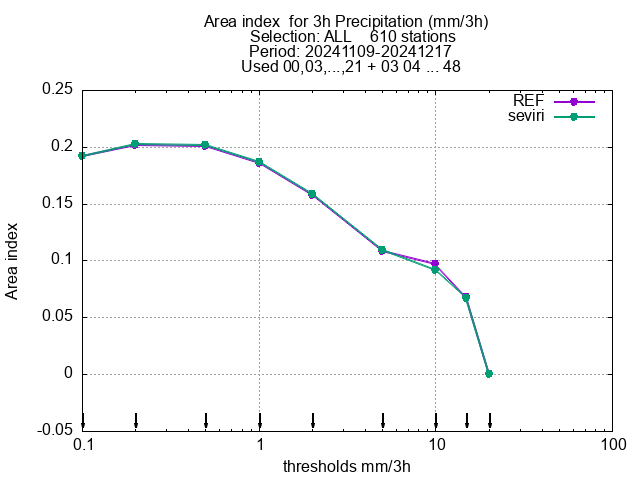 Area index  for 3h Precipitation (mm/3h)
Selection: ALL    610 stations
Period: 20241109-20241217
Used 00,03,...,21 + 03 04 ... 48
0.25
0.2
0.15
0.1
0.05
0
-0.05
Area index
REF
seviri
0.1
1
10
100
thresholds mm/3h